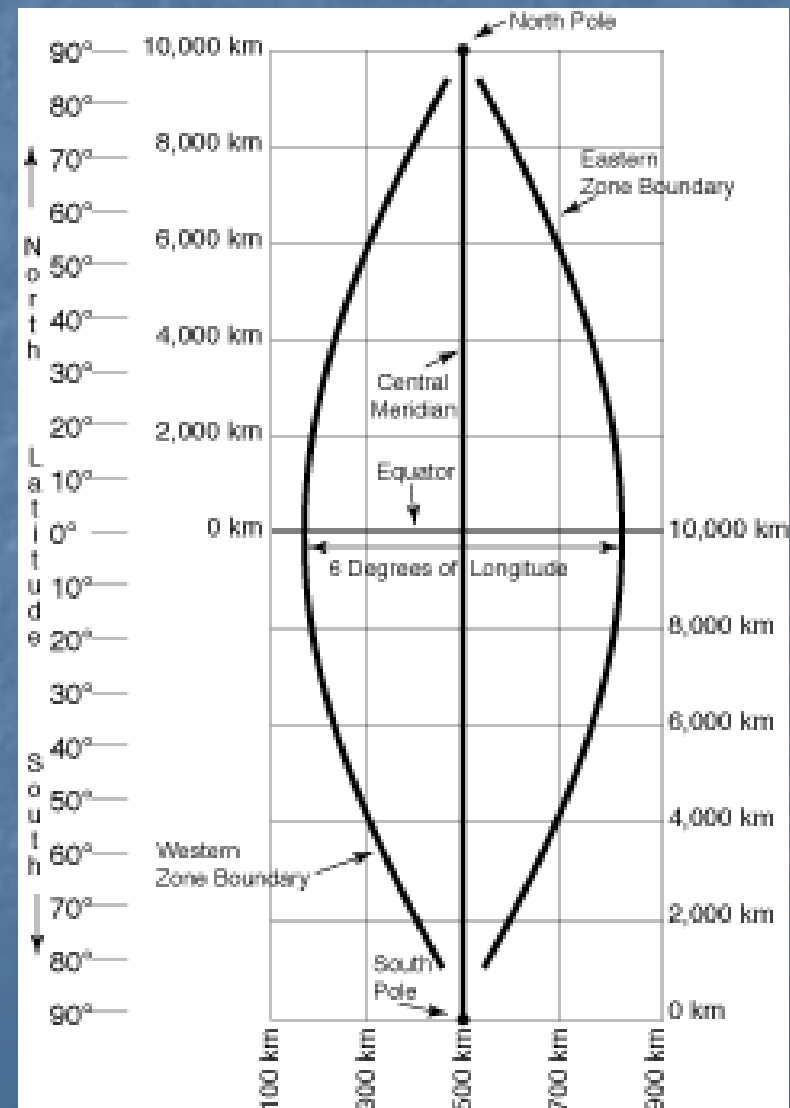 North Pole
90° 10,000 km
80°
8,000 km
70°
Eastern
Zone Boundary
60°
6,000 km
50°
North
40°
4,000 km
30°
Central
Meridian
20°
2,000 km
10°
Equator
0° 0 km 10,000 km
Latitude
6 Degrees of Longitude
10°
20° 8,000 km
30°
6,000 km
40°
50° 4,000 km
South
Western
Zone Boundary
60°
70° 2,000 km
80°
South
Pole
90° 0 km
100 km
300 km
500 km
700 km
900 km